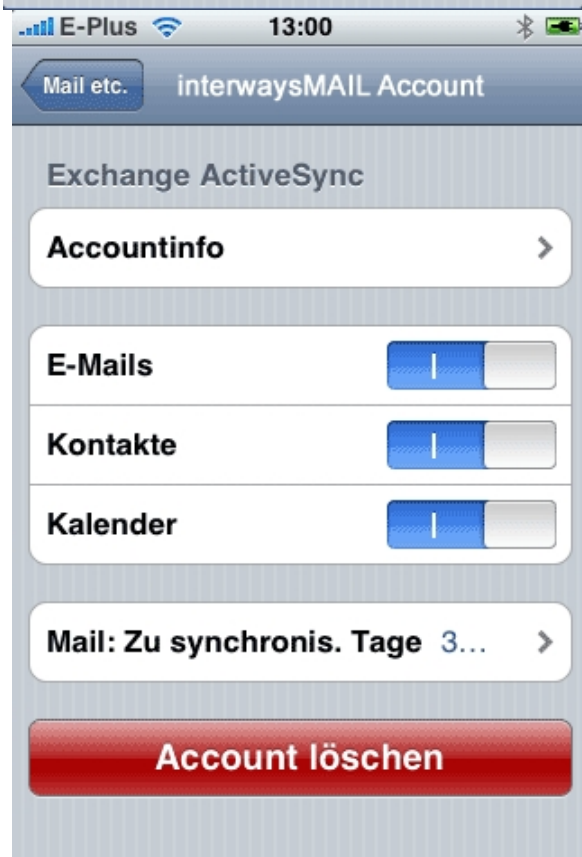 E-Plus 13:00
Mail etc. interwaysMAIL Account
Exchange ActiveSync
Accountinfo
E-Mails
Kontakte
Kalender
Mail: Zu synchronis. Tage 3...
Account löschen